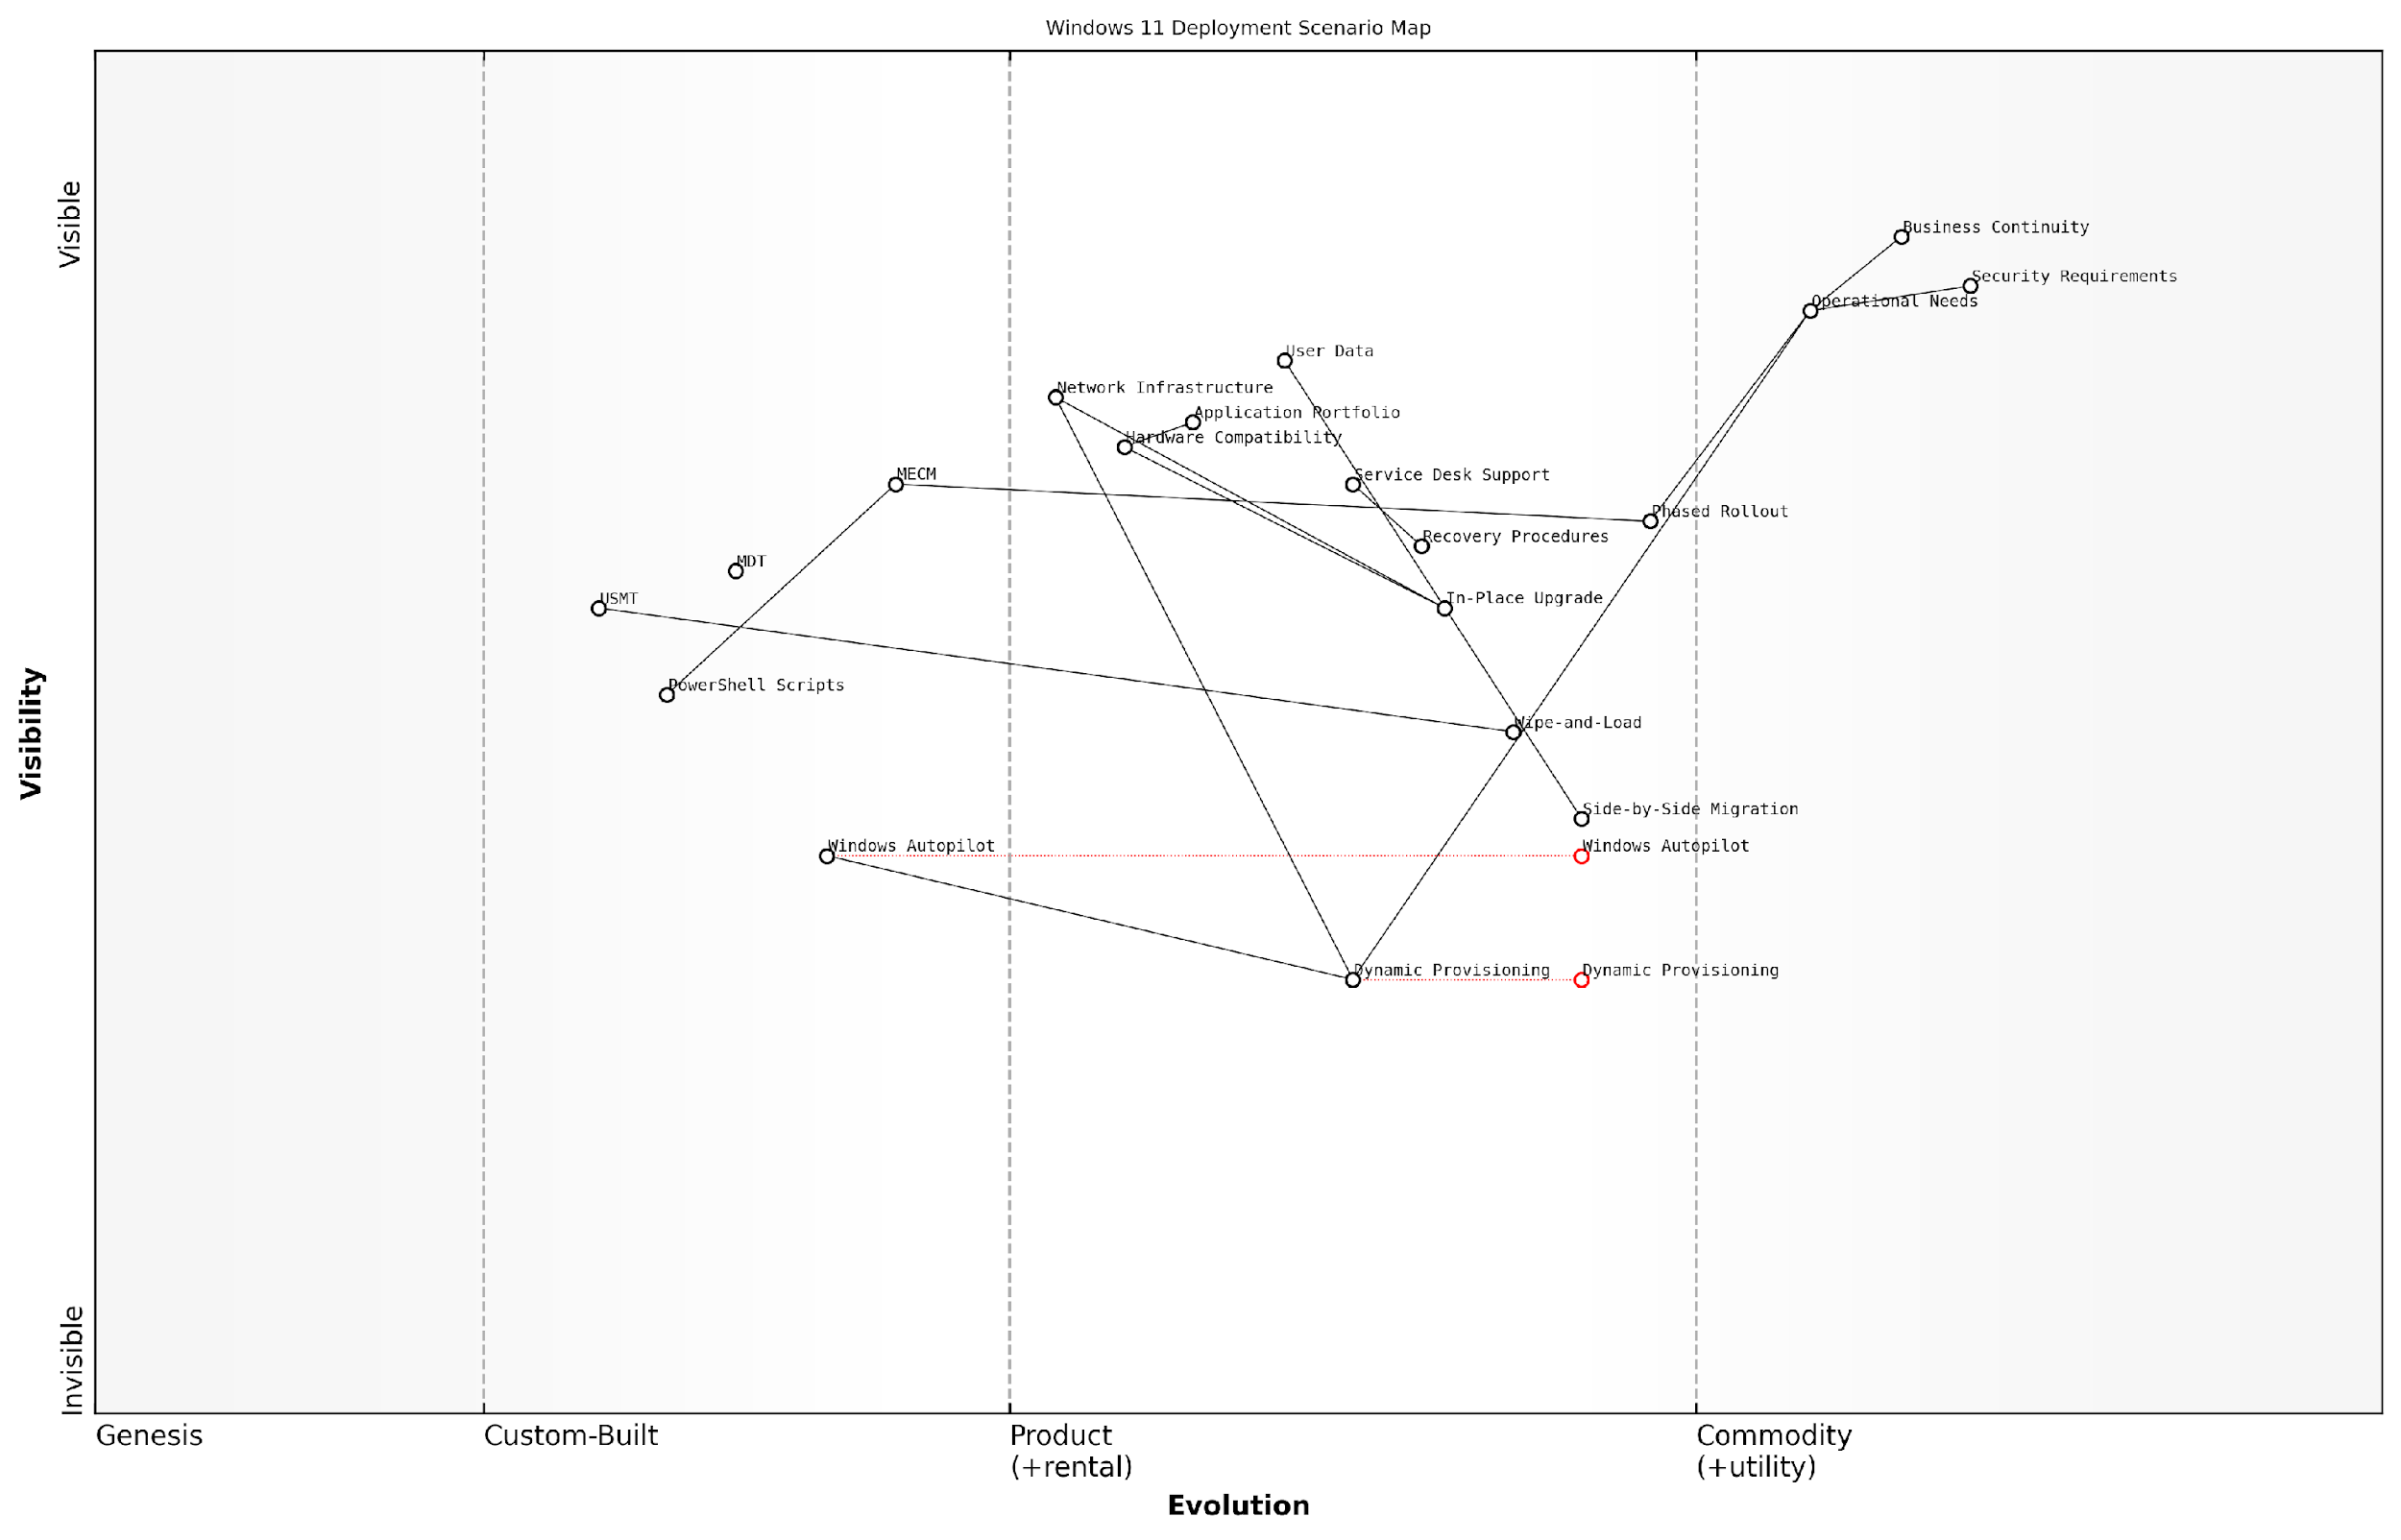 Windows 11 Deployment Scenario Map
Visible
Business Continuity
Security Requirements
Operational Needs
User Data
Network Infrastructure
Application Portfolio
Hardware Compatibility
MECM
Service Desk Support
Phased Rollout
Recovery Procedures
MDT
USMT
In-Place Upgrade
PowerShell Scripts
Wipe-and-Load
Visibility
Side-by-Side Migration
Windows Autopilot
Windows Autopilot
Dynamic Provisioning
Dynamic Provisioning
Invisible
Genesis
Custom-Built
Product
(+rental)
Commodity
(+utility)
Evolution